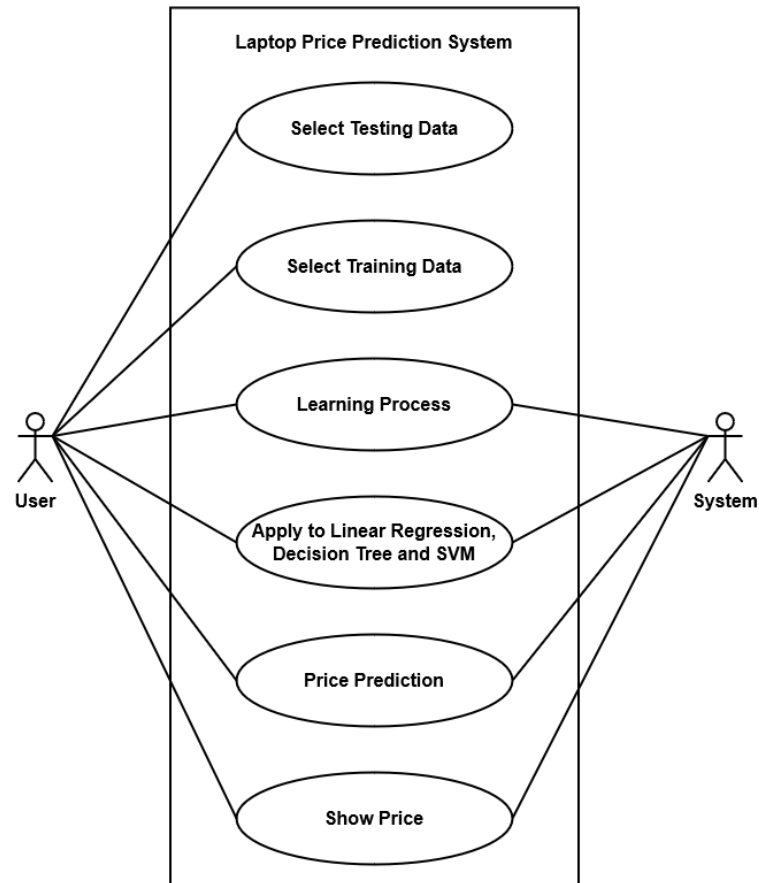 Laptop Price Prediction System
Select Testing Data
Select Training Data
Learning Process
User
System
Apply to Linear Regression,
Decision Tree and SVM
Price Prediction
Show Price